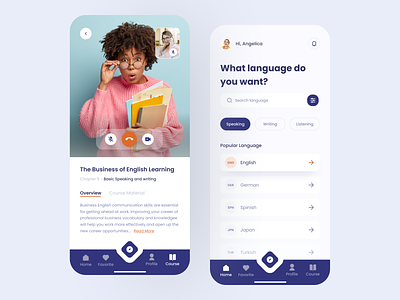 The Business of English Learning
Chapter 3 - Basic Speaking and writing
Overview
Course Material
Business English communication skills are essential
for getting ahead at work. Improving your career of
professional business vocabulary and knowledges
will help you work more effectively and open up the
new career opportunities... Read More
Home
Favorite
Profile
Course
Hi, Angelica
What language do
you want?
Search language
Speaking
Writing
Listening
Popular Language
English
GER
German
SPN
Spanish
JPN
Japan
TUR
Turkish
Home
Favorite
Profile
Course